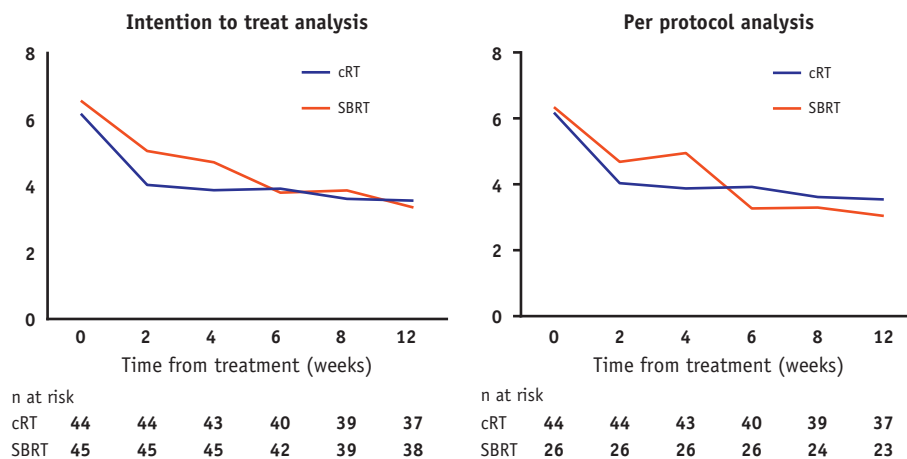 Intention to treat analysis
8
6
4
2
0
cRT
SBRT
0 2 4 6 8 12
Time from treatment (weeks)
n at risk
cRT 44 44 43 40 39 37
SBRT 45 45 45 42 39 38
Per protocol analysis
8
6
4
2
0
cRT
SBRT
0 2 4 6 8 12
Time from treatment (weeks)
n at risk
cRT 44 44 43 40 39 37
SBRT 26 26 26 26 24 23